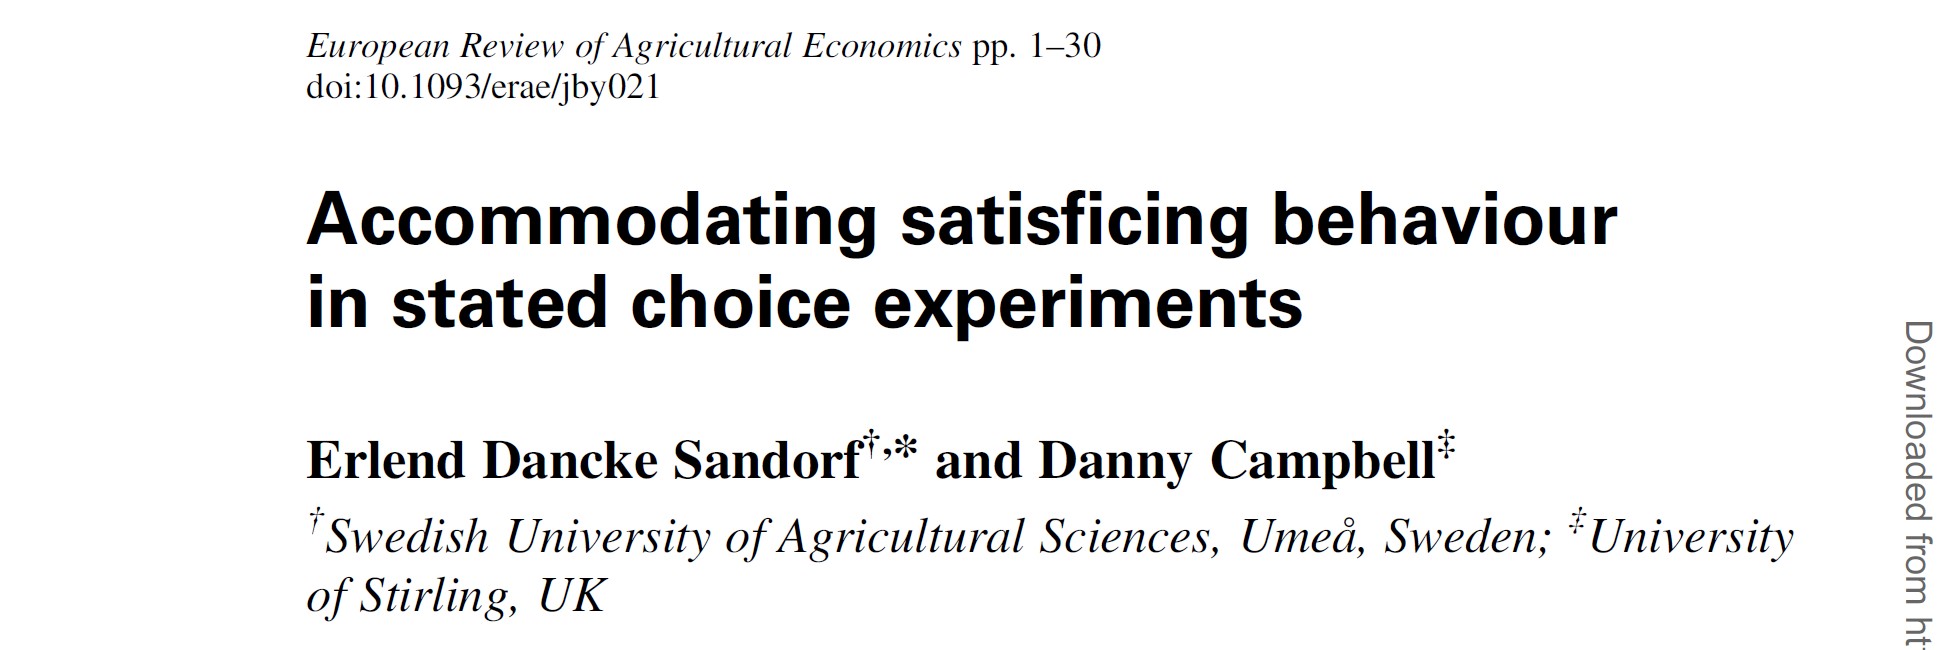 European Review of Agricultural Economics pp. 1–30
doi:10.1093/erae/jby021
Accommodating satisficing behaviour
in stated choice experiments
Erlend Dancke Sandorf†,* and Danny Campbell‡
†Swedish University of Agricultural Sciences, Umeå, Sweden; ‡University
of Stirling, UK
Downloaded from ht